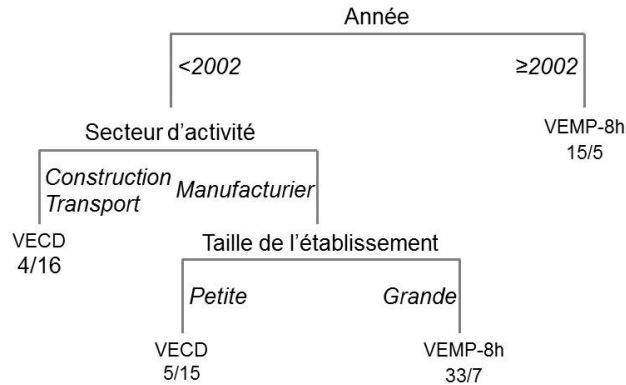 Année
<2002
≥2002
Secteur d'activité
VEMP-8h
15/5
Construction
Transport
Manufacturier
VECD
4/16
Taille de l'établissement
Petite
Grande
VECD
5/15
VEMP-8h
33/7